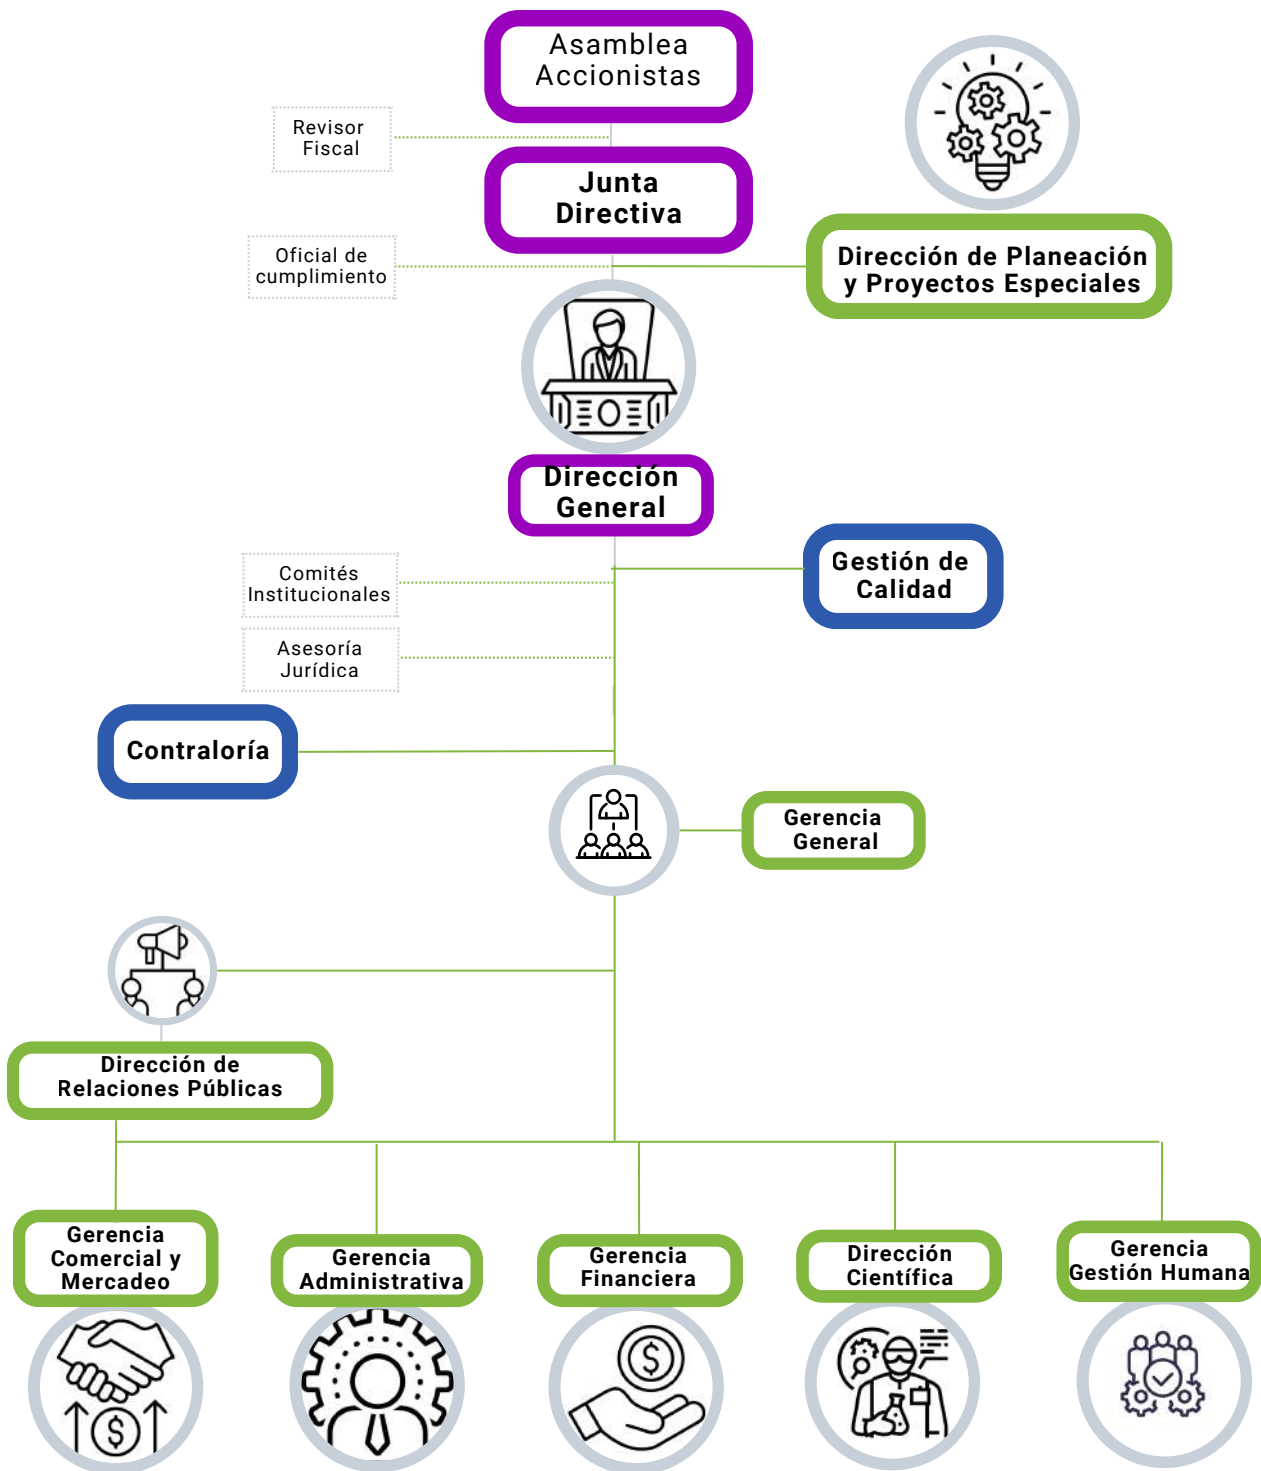 Asamblea
Accionistas
Revisor
Fiscal
Junta
Directiva
Oficial de
cumplimiento
Dirección de Planeación
y Proyectos Especiales
Dirección
General
Comités
Institucionales
Gestión de
Calidad
Asesoría
Jurídica
Contraloría
Gerencia
General
Dirección de
Relaciones Públicas
Gerencia
Comercial y
Mercadeo
Gerencia
Administrativa
Gerencia
Financiera
Dirección
Científica
Gerencia
Gestión Humana